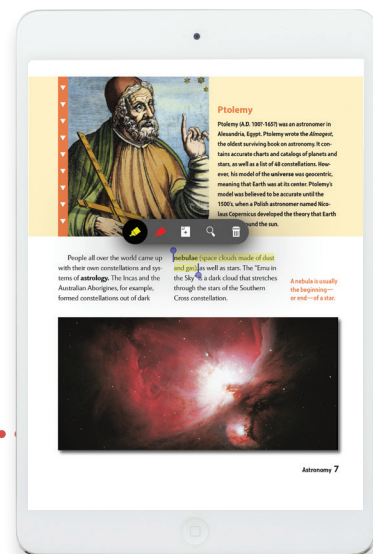 Ptolemy
Ptolemy (A.D. 100?-165?) was an astronomer in
Alexandria, Egypt. Ptolemy wrote the Almagest,
the oldest surviving book on astronomy. It con-
tains accurate charts and catalogs of planets and
stars, as well as a list of 48 constellations. How-
ever, his model of the universe was geocentric,
meaning that Earth was at its center. Ptolemy's
model was believed to be accurate until the
1500's, when a Polish astronomer named Nico-
laus Copernicus developed the theory that Earth
around the sun.
People all over the world came up
with their own constellations and sys-
tems of astrology. The Incas and the
Australian Aborigines, for example,
formed constellations out of dark
nebulae (space clouds made of dust
and gas) as well as stars. The "Emu in
the Sky" is a dark cloud that stretches
through the stars of the Southern
Cross constellation.
A nebula is usually
the beginning—
or end—of a star.
Astronomy 7